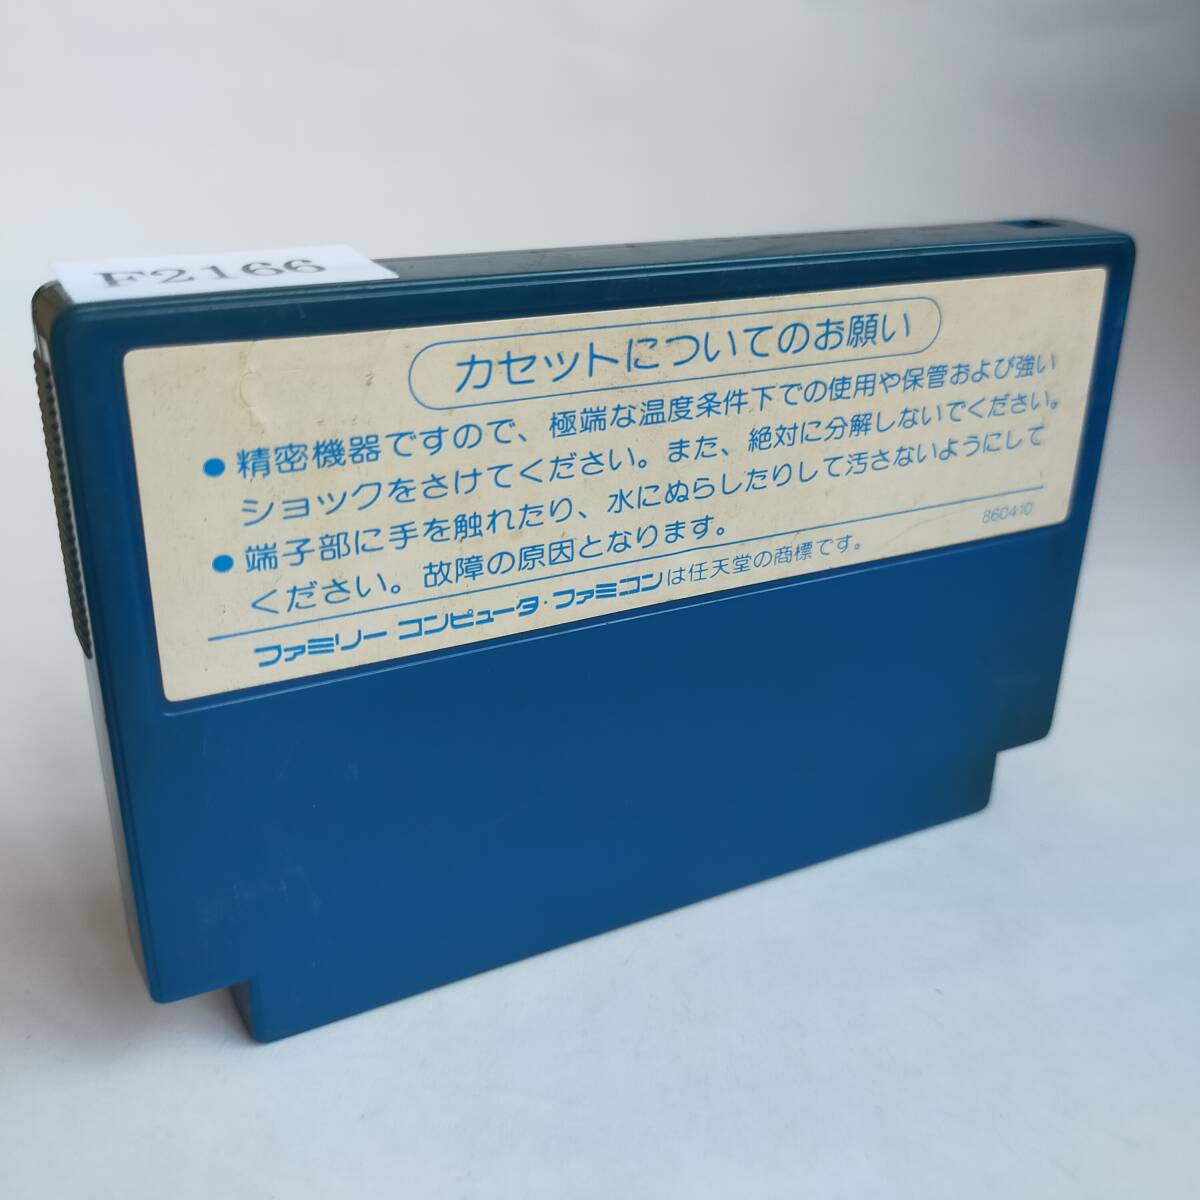 F2166
カセットについてのお願い
● 精密機器ですので、極端な温度条件下での使用や保管および強い
ショックをさけてください。また、絶対に分解しないでください。
● 端子部に手を触れたり、水にぬらしたりして汚さないようにして
ください。故障の原因となります。
860410
ファミリー コンピュータ・ファミコンは任天堂の商標です。